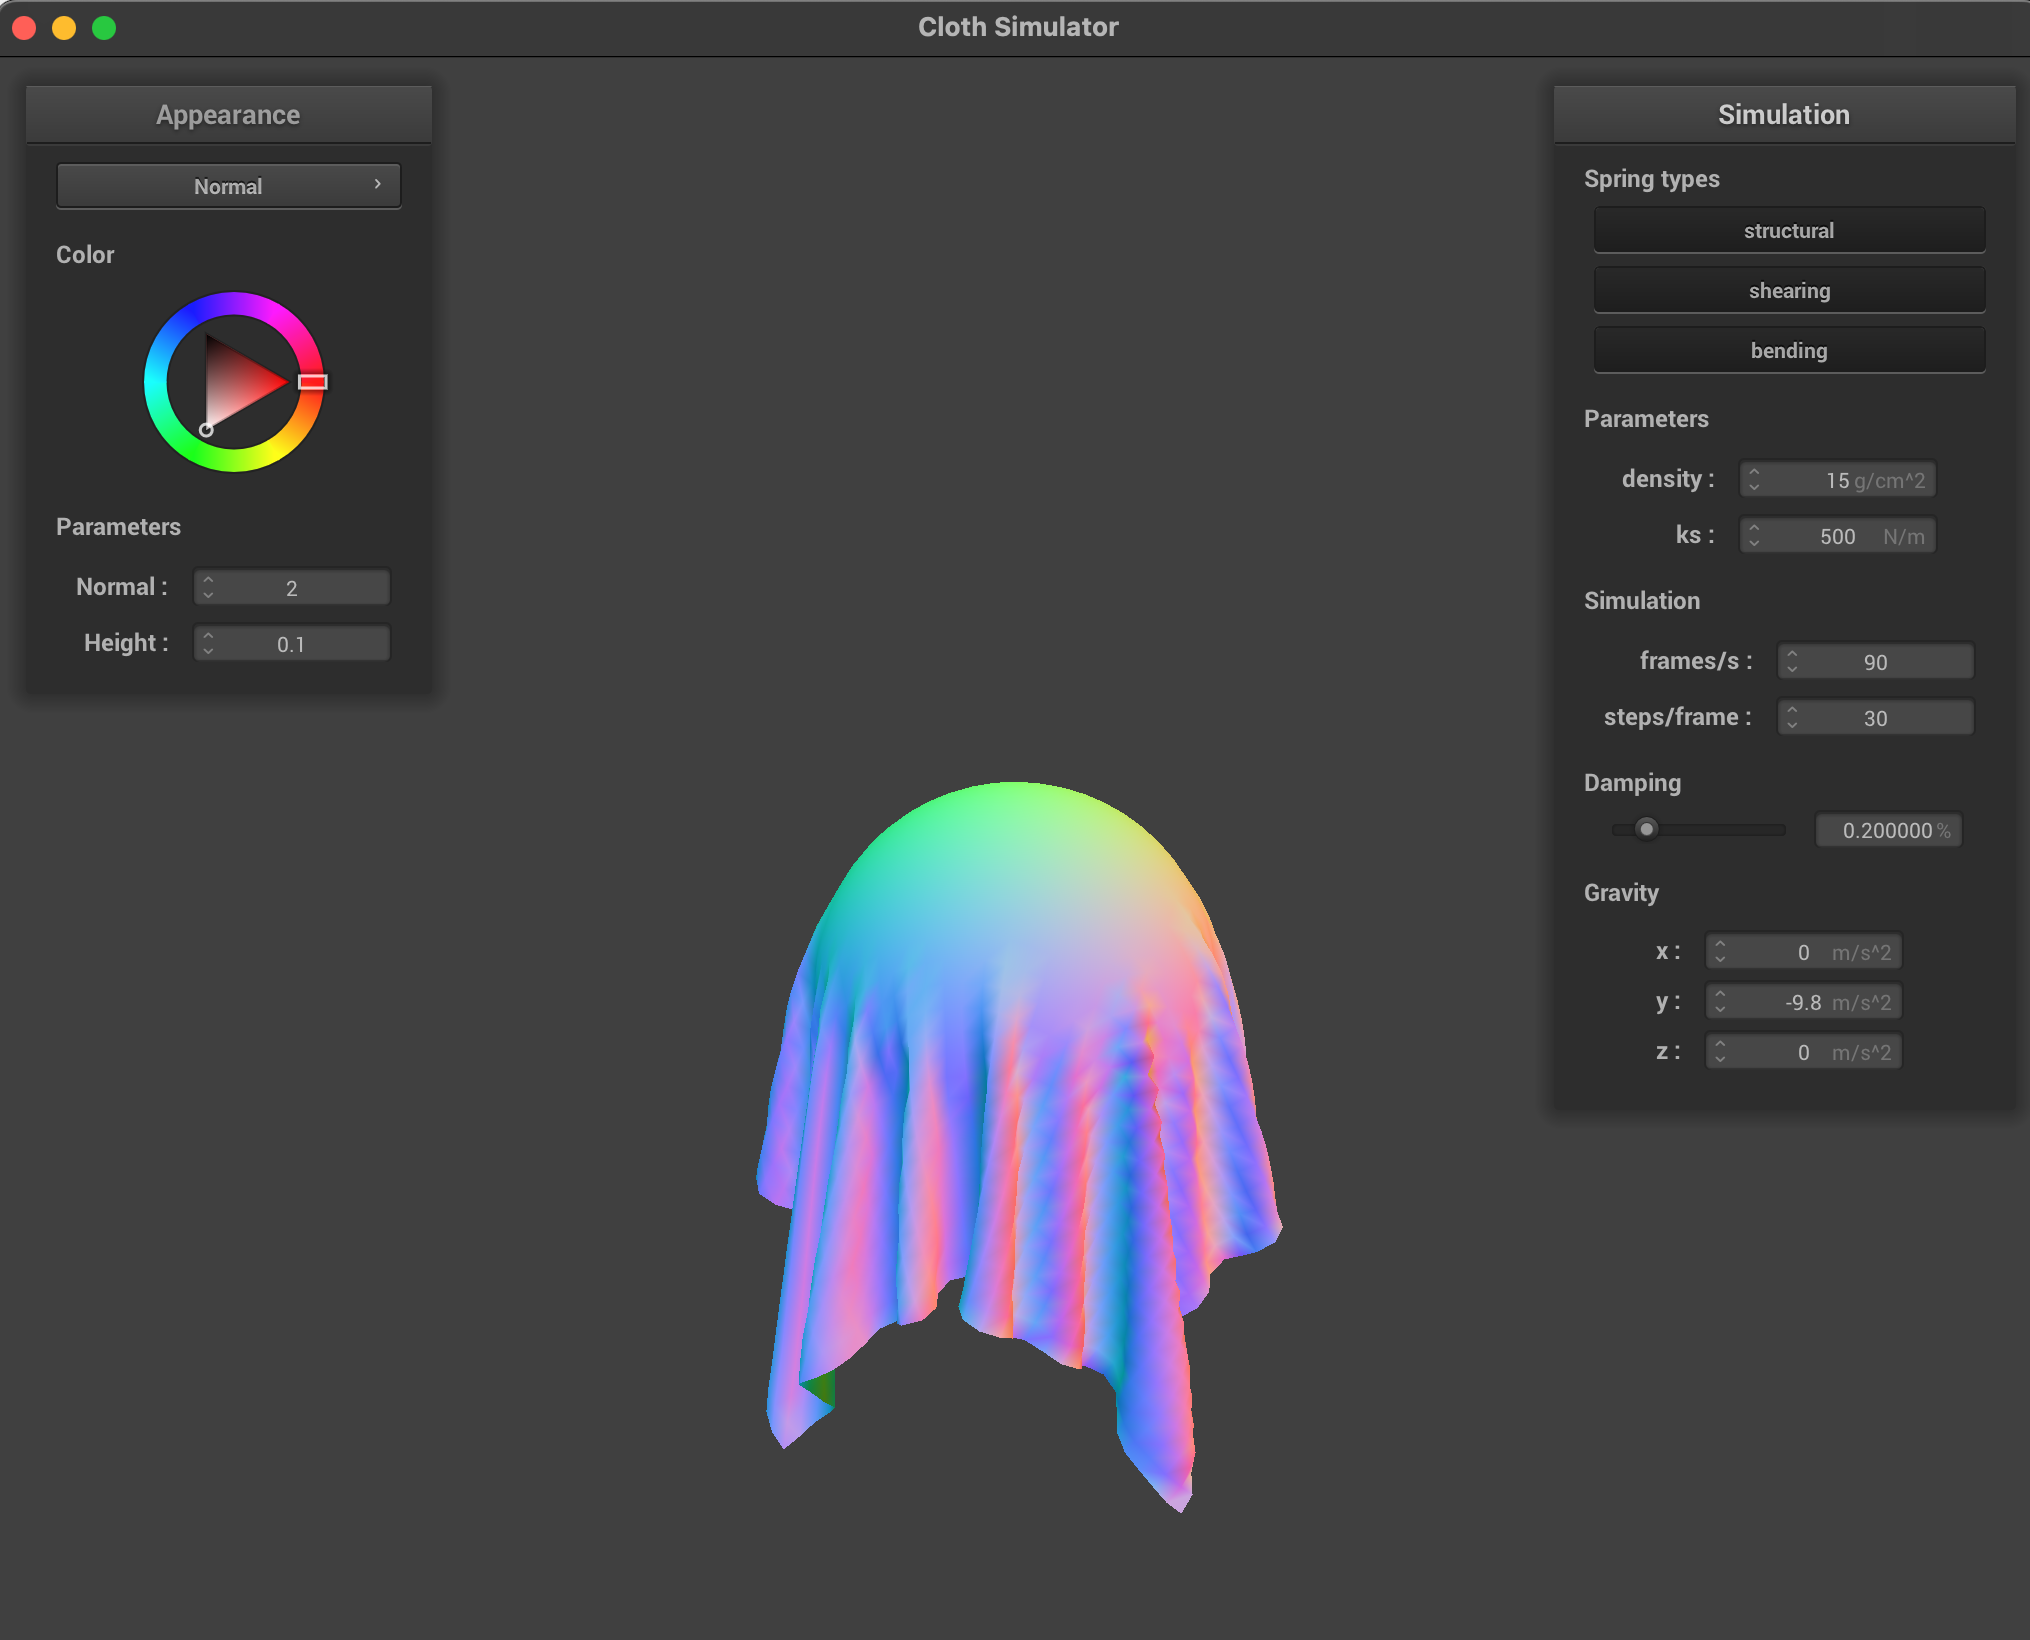 Cloth Simulator
Appearance
Normal
Color
Parameters
Normal : 2
Height : 0.1
Simulation
Spring types
structural
shearing
bending
Parameters
density : 15 g/cm^2
ks : 500 N/m
Simulation
frames/s : 90
steps/frame : 30
Damping
0.200000 %
Gravity
x : 0 m/s^2
y : -9.8 m/s^2
z : 0 m/s^2